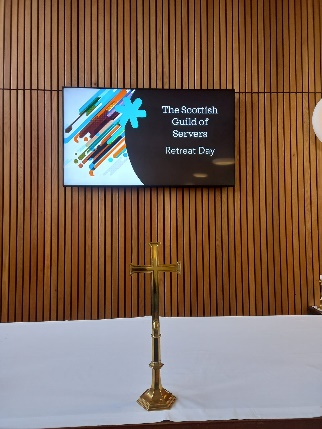 The Scottish
Guild of
Servers
Retreat Day